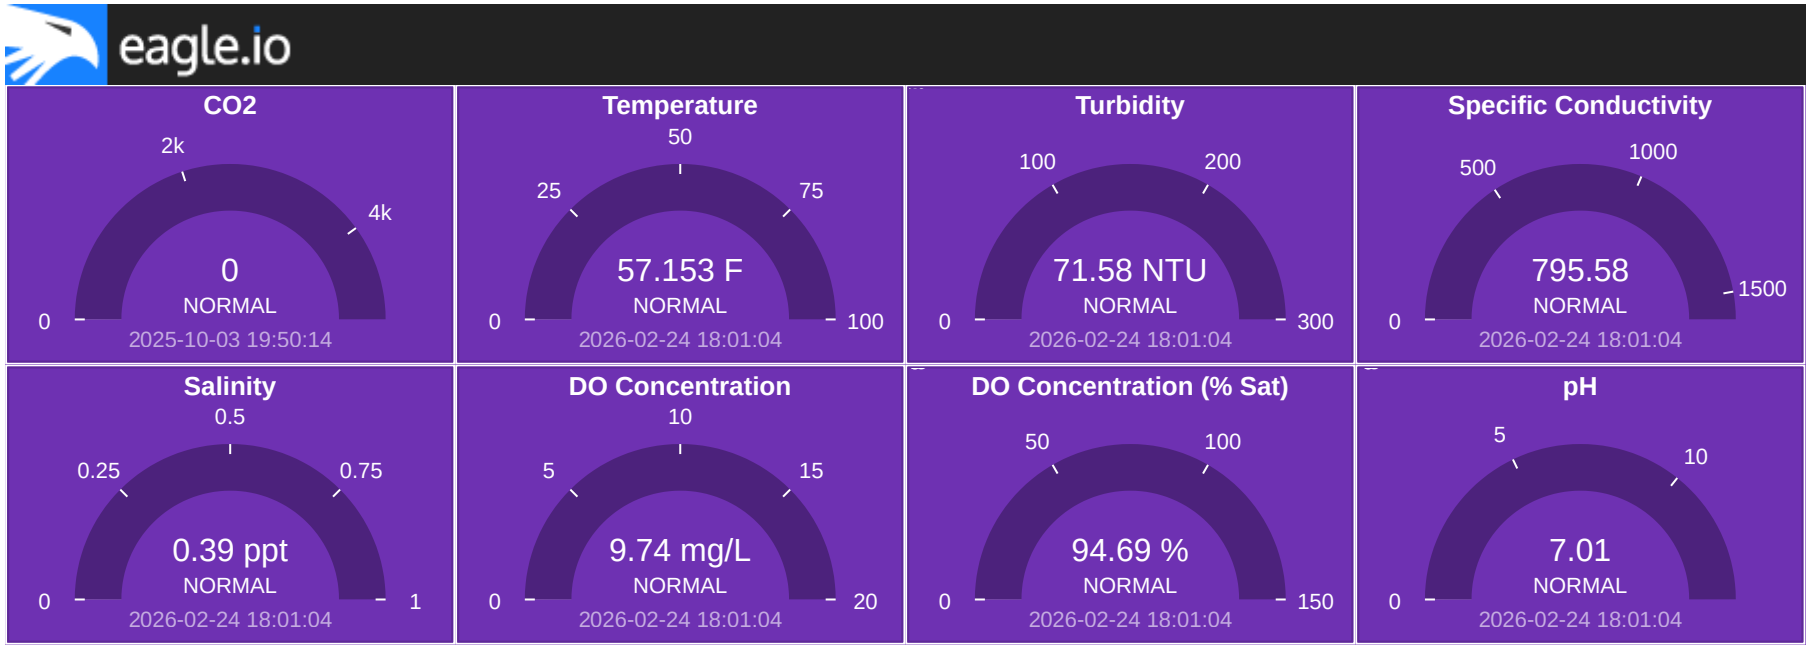 eagle.io
CO2
2k
4k
0
0
NORMAL
2025-10-03 19:50:14
Temperature
50
25
75
57.153 F
NORMAL
0
100
2026-02-24 18:01:04
Turbidity
100
200
71.58 NTU
NORMAL
0
300
2026-02-24 18:01:04
Specific Conductivity
1000
500
795.58
1500
NORMAL
0
2026-02-24 18:01:04
Salinity
0.5
0.25
0.75
0.39 ppt
NORMAL
0
1
2026-02-24 18:01:04
DO Concentration
10
5
15
9.74 mg/L
NORMAL
0
20
2026-02-24 18:01:04
DO Concentration (% Sat)
50
100
94.69 %
NORMAL
0
150
2026-02-24 18:01:04
pH
5
10
7.01
NORMAL
0
2026-02-24 18:01:04